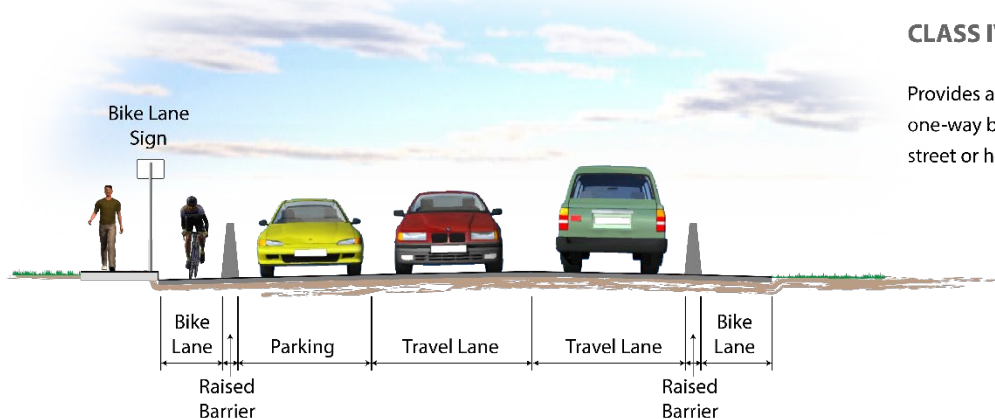 CLASS
Provides a
one-way
street or
Bike Lane
Sign
Bike
Lane
Parking
Travel Lane
Travel Lane
Bike
Lane
Raised
Barrier
Raised
Barrier